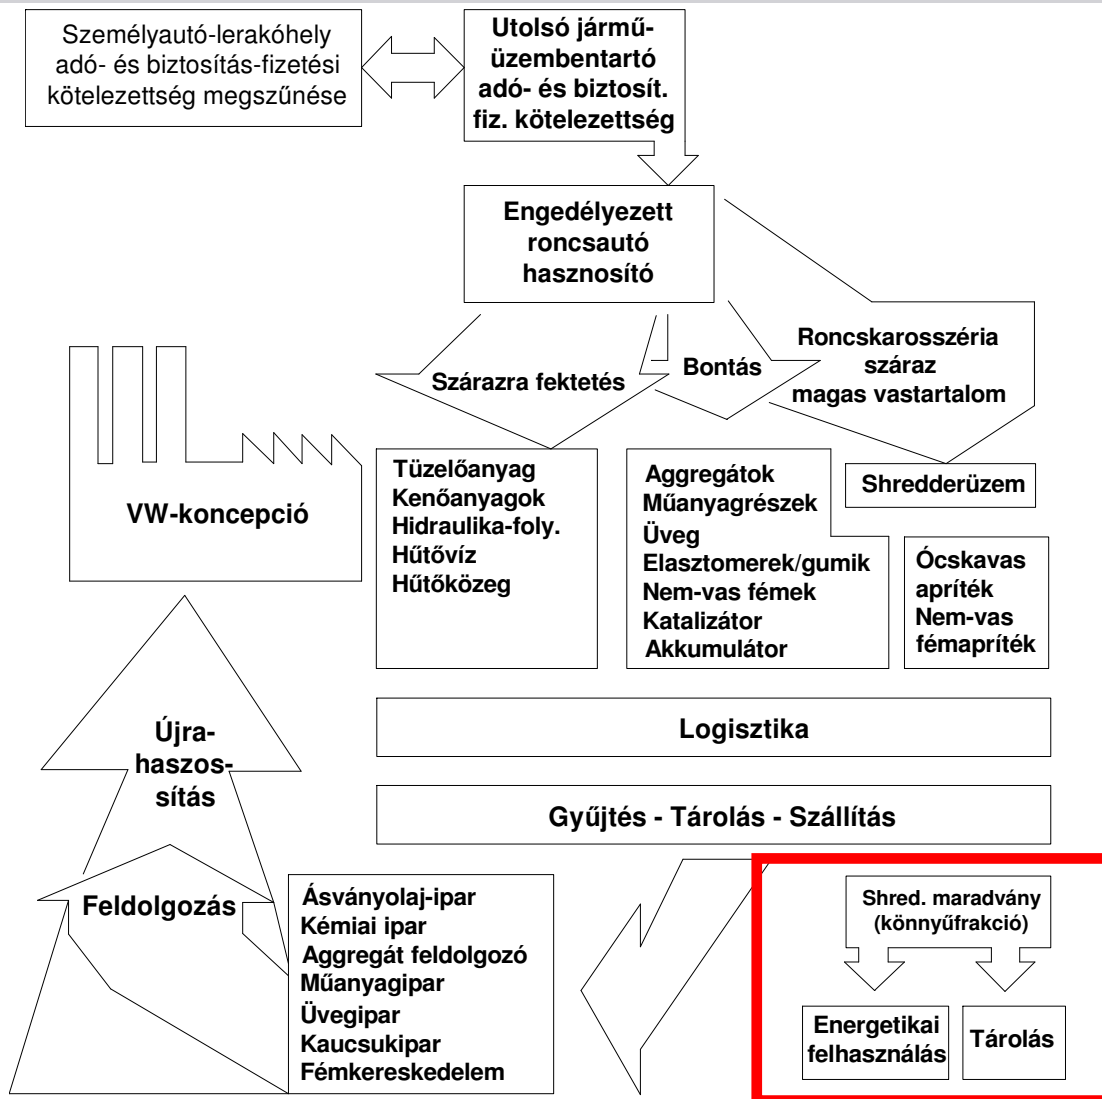 Személyautó-lerakóhely
adó- és biztosítás-fizetési
kötelezettség megszűnése
Utolsó jármű-
üzembentartó
adó- és biztosít.
fiz. kötelezettség
Engedélyezett
roncsautó
hasznosító
Szárazra fektetés
Bontás
Roncskarosszéria
száraz
magas vastartalom
VW-koncepció
Tüzelőanyag
Kenőanyagok
Hidraulika-foly.
Hűtővíz
Hűtőközeg
Aggregátok
Műanyagrészek
Üveg
Elasztomerek/gumik
Nem-vas fémek
Katalizátor
Akkumulátor
Shredderüzem
Ócskavas
apríték
Nem-vas
fémapríték
Logisztika
Gyűjtés - Tárolás - Szállítás
Újra-
haszos-
sítás
Feldolgozás
Ásványolaj-ipar
Kémiai ipar
Aggregát feldolgozó
Műanyagipar
Üvegipar
Kaucsukipar
Fémkereskedelem
Shred. maradvány
(könnyűfrakció)
Energetikai
felhasználás
Tárolás